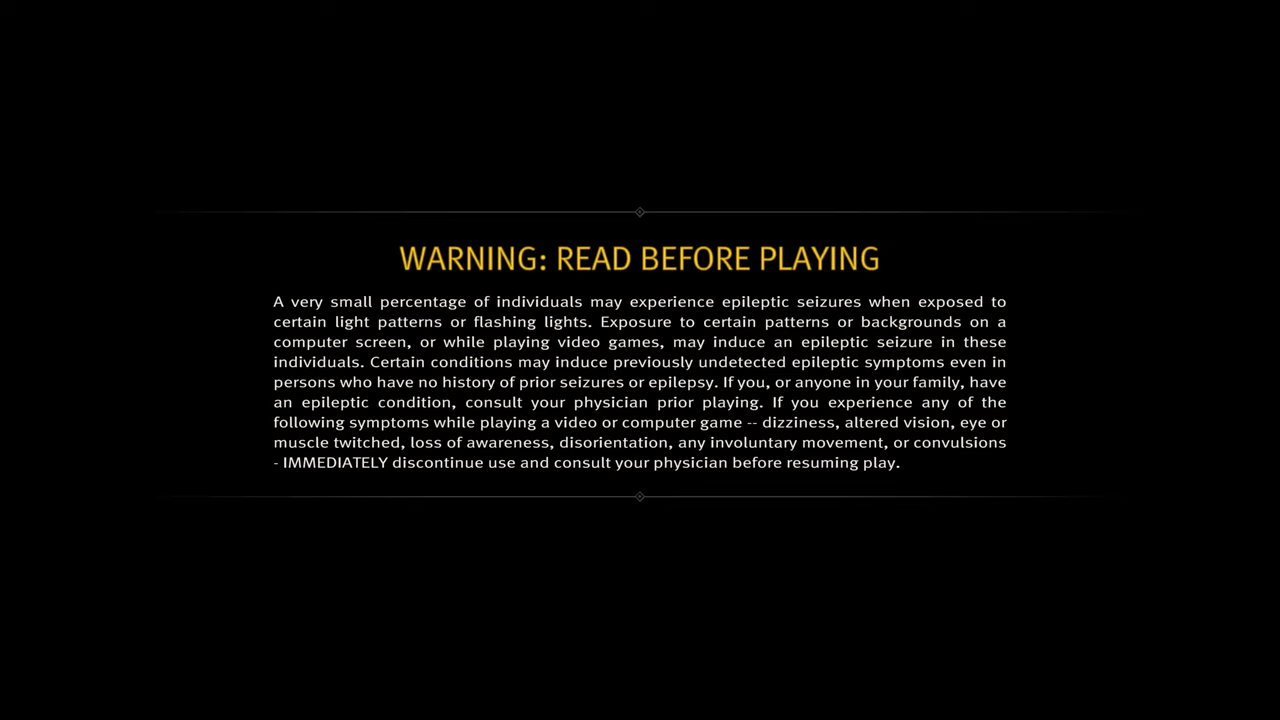 WARNING: READ BEFORE PLAYING
A very small percentage of individuals may experience epileptic seizures when exposed to
certain light patterns or flashing lights. Exposure to certain patterns or backgrounds on a
computer screen, or while playing video games, may induce an epileptic seizure in these
individuals. Certain conditions may induce previously undetected epileptic symptoms even in
persons who have no history of prior seizures or epilepsy. If you, or anyone in your family, have
an epileptic condition, consult your physician prior playing. If you experience any of the
following symptoms while playing a video or computer game -- dizziness, altered vision, eye or
muscle twitched, loss of awareness, disorientation, any involuntary movement, or convulsions
- IMMEDIATELY discontinue use and consult your physician before resuming play.